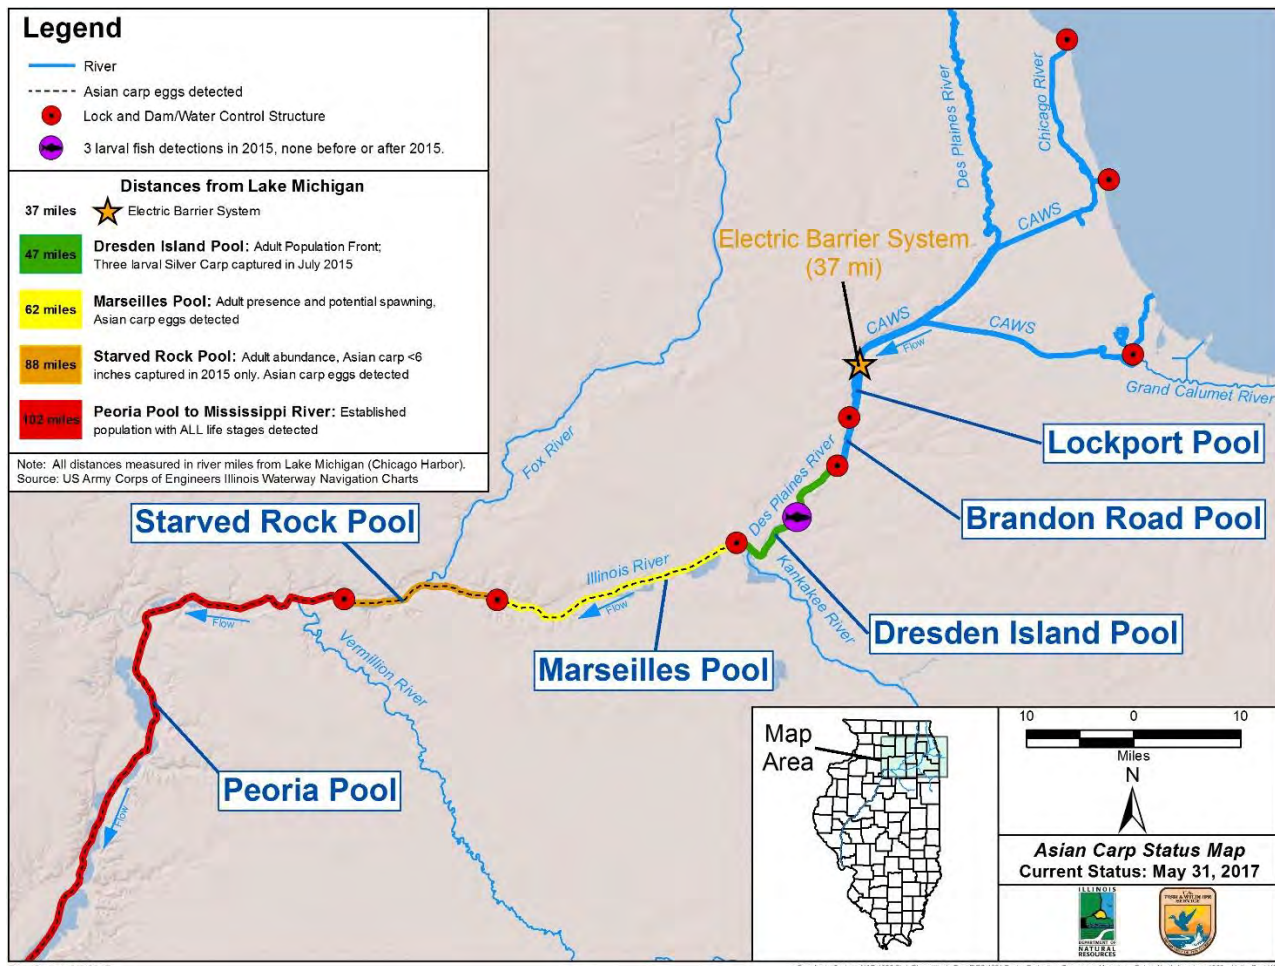 Legend
River
Asian carp eggs detected
Lock and Dam/Water Control Structure
3 larval fish detections in 2015, none before or after 2015.
Distances from Lake Michigan
37 miles
Electric Barrier System
47 miles
Dresden Island Pool: Adult Population Front;
Three larval Silver Carp captured in July 2015
62 miles
Marseilles Pool: Adult presence and potential spawning,
Asian carp eggs detected
88 miles
Starved Rock Pool: Adult abundance, Asian carp <6
inches captured in 2015 only. Asian carp eggs detected
102 miles
Peoria Pool to Mississippi River: Established
population with ALL life stages detected
Note: All distances measured in river miles from Lake Michigan (Chicago Harbor).
Source: US Army Corps of Engineers Illinois Waterway Navigation Charts
Des Plaines River
Chicago River
CAWS
Electric Barrier System
(37 mi)
CAWS
Flow
CAWS
Grand Calumet River
Lockport Pool
Fox River
Des Plaines River
Brandon Road Pool
Starved Rock Pool
Illinois River
Flow
Kankakee River
Dresden Island Pool
Marseilles Pool
Flow
Vermillion River
Peoria Pool
Flow
Map
Area
10 0 10
Miles
N
Asian Carp Status Map
Current Status: May 31, 2017
ILLINOIS
DEPARTMENT OF
NATURAL
RESOURCES
U.S.
FISH & WILDLIFE
SERVICE